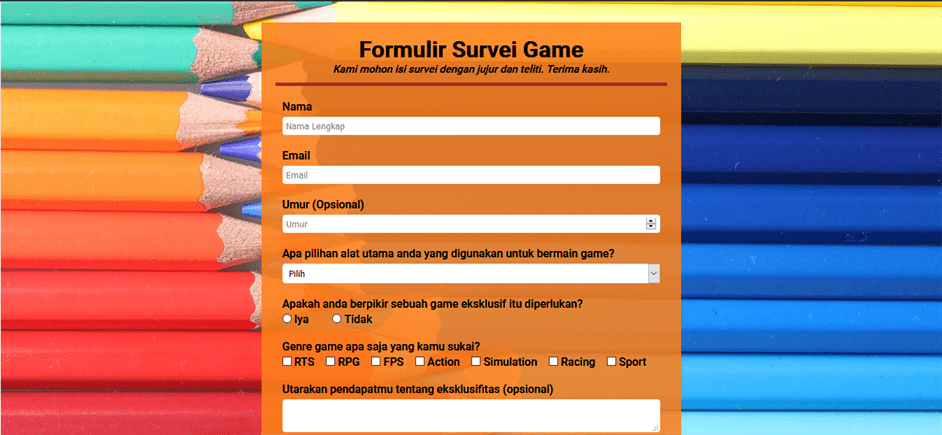 Formulir Survei Game
Kami mohon isi survei dengan jujur dan teliti. Terima kasih.
Nama
Nama Lengkap
Email
Email
Umur (Opsional)
Umur
Apa pilihan alat utama anda yang digunakan untuk bermain game?
Pilih
Apakah anda berpikir sebuah game eksklusif itu diperlukan?
Iya Tidak
Genre game apa saja yang kamu sukai?
RTS RPG FPS Action Simulation Racing Sport
Utarakan pendapatmu tentang eksklusifitas (opsional)